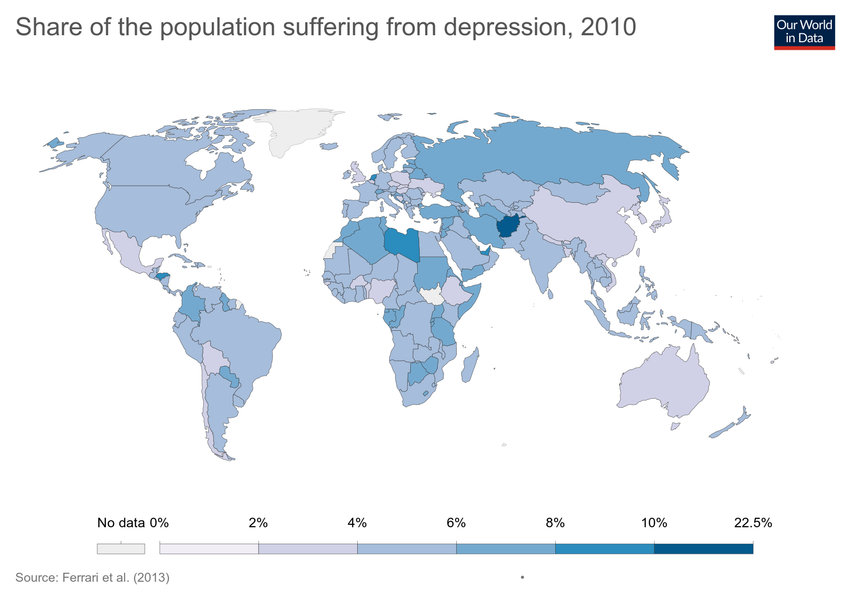 Share of the population suffering from depression, 2010
Our World
in Data
No data 0% 2% 4% 6% 8% 10% 22.5%
Source: Ferrari et al. (2013)